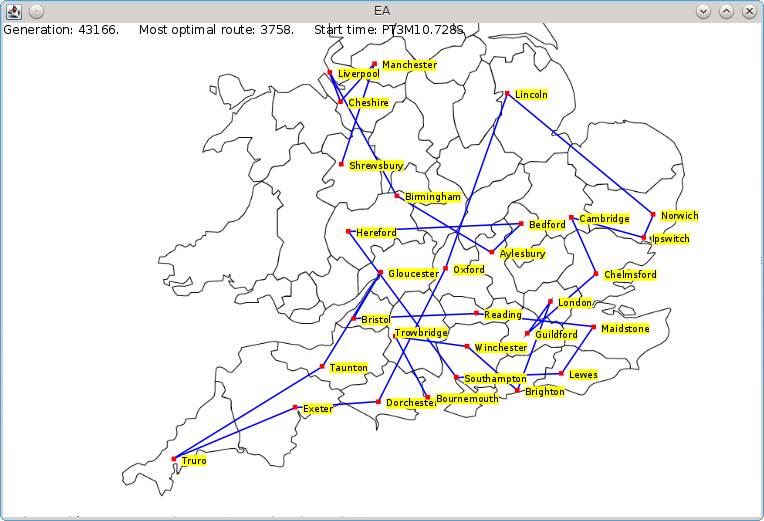 EA
Generation: 43166. Most optimal route: 3758. Start time: PT3M10.728S
Manchester
Liverpool
Cheshire
Lincoln
Shrewsbury
Birmingham
Norwich
Cambridge
Bedford
Hereford
Ipswich
Aylesbury
Gloucester
Oxford
Chelmsford
London
Reading
Bristol
Maidstone
Trowbridge
Guildford
Winchester
Taunton
Lewes
Southampton
Brighton
Bournemouth
Dorchester
Exeter
Truro